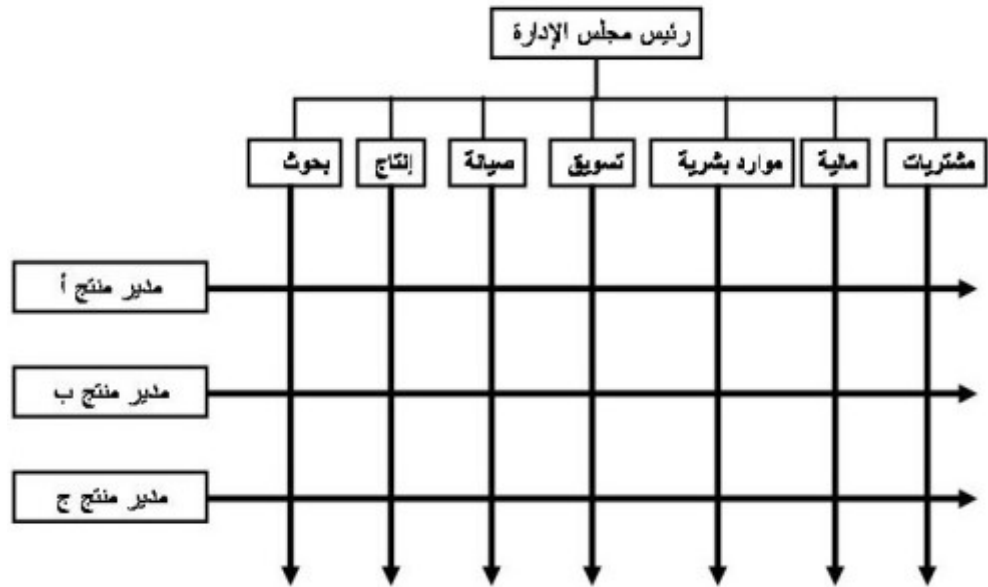 رئيس مجلس الإدارة
مشتريات
مالية
موارد بشرية
تسويق
صيانة
إنتاج
بحوث
مدير منتج أ
مدير منتج ب
مدير منتج ج